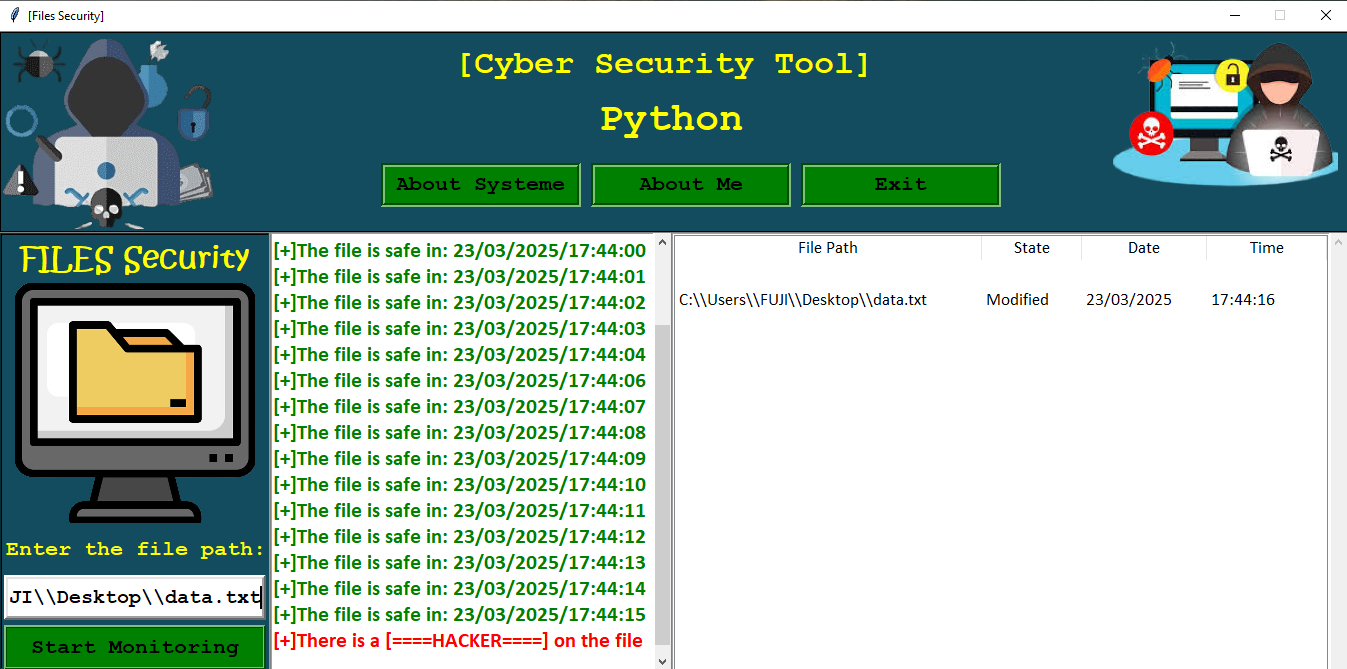 [Files Security]
[Cyber Security Tool]
Python
About Systeme
About Me
Exit
FILES Security
Enter the file path:
JI\\Desktop\\data.txt
Start Monitoring
[+]The file is safe in: 23/03/2025/17:44:00
[+]The file is safe in: 23/03/2025/17:44:01
[+]The file is safe in: 23/03/2025/17:44:02
[+]The file is safe in: 23/03/2025/17:44:03
[+]The file is safe in: 23/03/2025/17:44:04
[+]The file is safe in: 23/03/2025/17:44:06
[+]The file is safe in: 23/03/2025/17:44:07
[+]The file is safe in: 23/03/2025/17:44:08
[+]The file is safe in: 23/03/2025/17:44:09
[+]The file is safe in: 23/03/2025/17:44:10
[+]The file is safe in: 23/03/2025/17:44:11
[+]The file is safe in: 23/03/2025/17:44:12
[+]The file is safe in: 23/03/2025/17:44:13
[+]The file is safe in: 23/03/2025/17:44:14
[+]The file is safe in: 23/03/2025/17:44:15
[+]There is a [====HACKER====] on the file
File Path State Date Time
C:\\Users\\FUJI\\Desktop\\data.txt Modified 23/03/2025 17:44:16